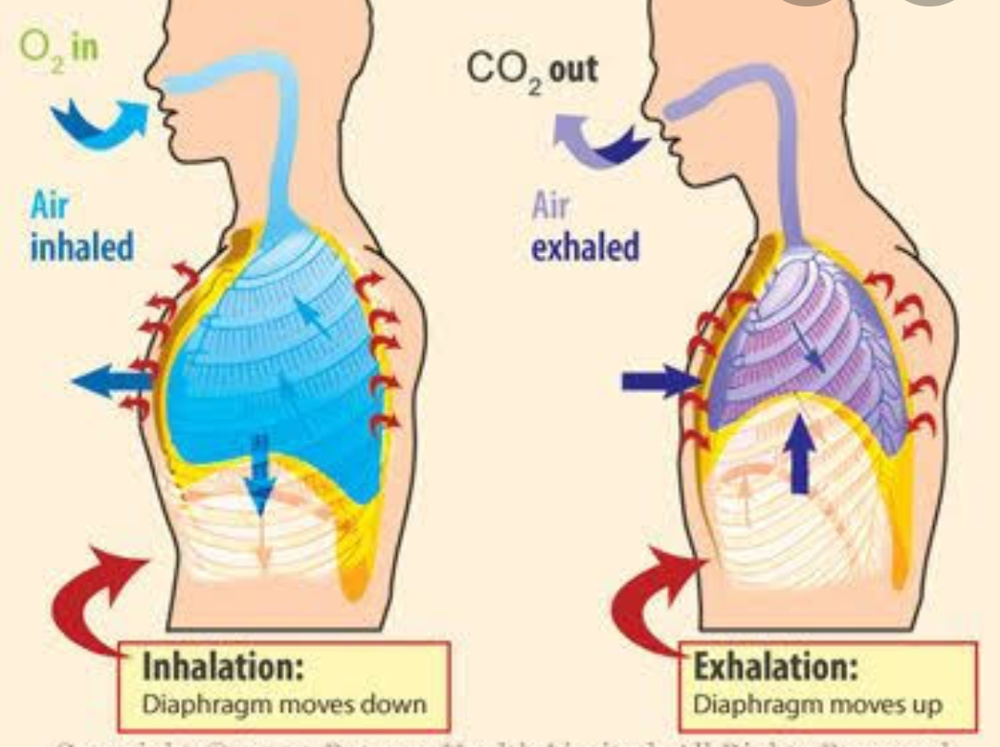 O₂ in
Air
inhaled
CO₂ out
Air
exhaled
Inhalation:
Diaphragm moves down
Exhalation:
Diaphragm moves up